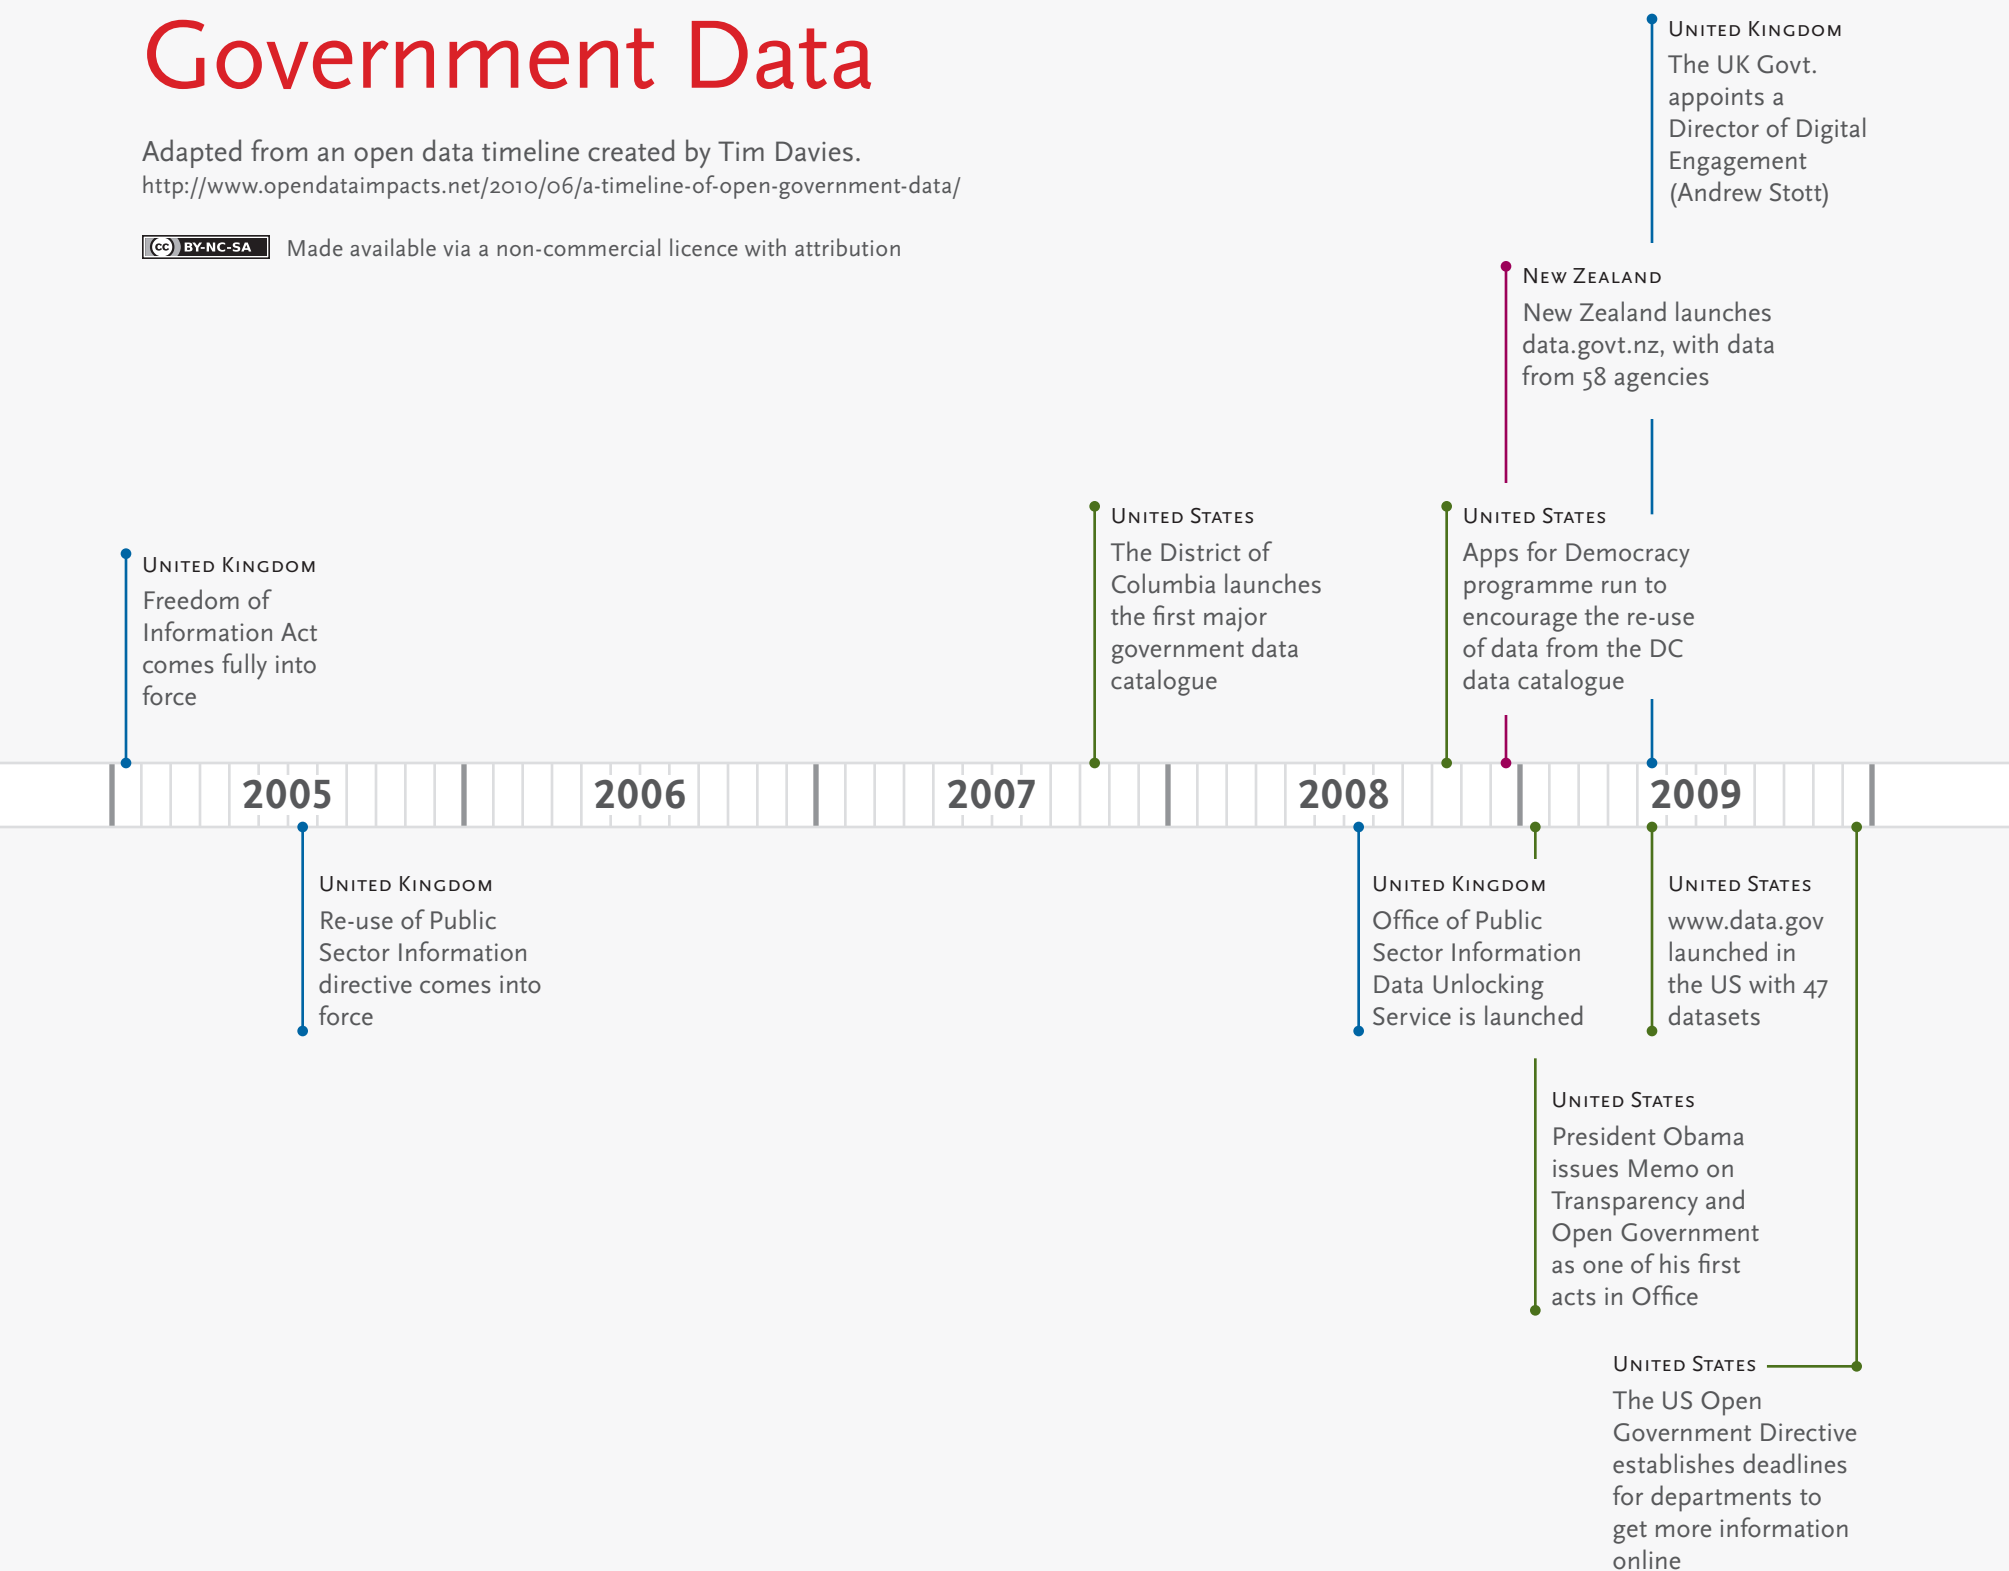 Government Data
Adapted from an open data timeline created by Tim Davies.
http://www.opendataimpacts.net/2010/06/a-timeline-of-open-government-data/
cc BY-NC-SA Made available via a non-commercial licence with attribution
United Kingdom
The UK Govt.
appoints a
Director of Digital
Engagement
(Andrew Stott)
New Zealand
New Zealand launches
data.govt.nz, with data
from 58 agencies
United Kingdom
Freedom of
Information Act
comes fully into
force
United States
The District of
Columbia launches
the first major
government data
catalogue
United States
Apps for Democracy
programme run to
encourage the re-use
of data from the DC
data catalogue
2005 2006 2007 2008 2009
United Kingdom
Re-use of Public
Sector Information
directive comes into
force
United Kingdom
Office of Public
Sector Information
Data Unlocking
Service is launched
United States
www.data.gov
launched in
the US with 47
datasets
United States
President Obama
issues Memo on
Transparency and
Open Government
as one of his first
acts in Office
United States
The US Open
Government Directive
establishes deadlines
for departments to
get more information
online